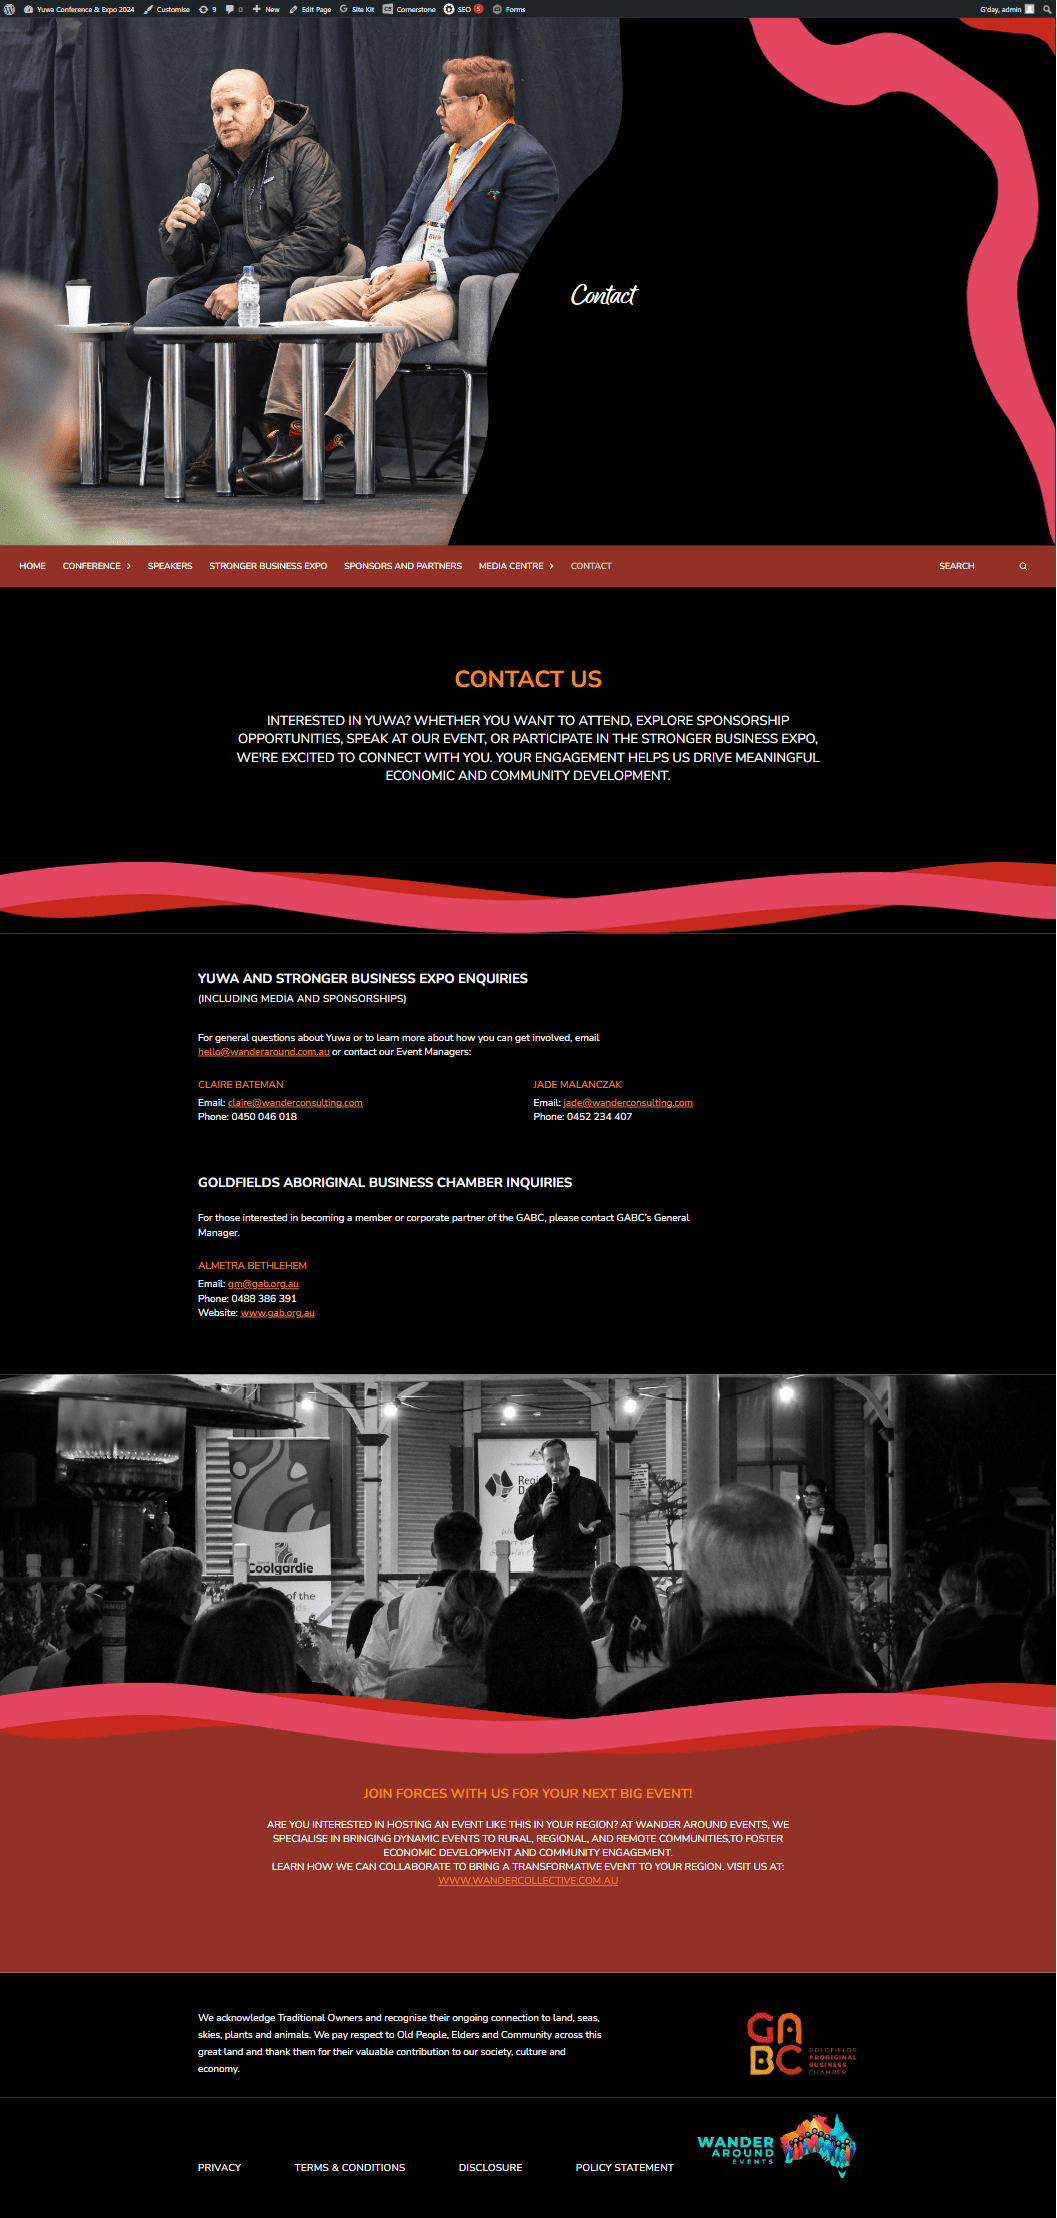 Yuwa Conference & Expo 2024 Customise 9 0 New Edit Page Site Kit Cornerstone SEO 5 Forms G'day, admin
BHP
Contact
HOME CONFERENCE SPEAKERS STRONGER BUSINESS EXPO SPONSORS AND PARTNERS MEDIA CENTRE CONTACT SEARCH
CONTACT US
INTERESTED IN YUWA? WHETHER YOU WANT TO ATTEND, EXPLORE SPONSORSHIP
OPPORTUNITIES, SPEAK AT OUR EVENT, OR PARTICIPATE IN THE STRONGER BUSINESS EXPO,
WE'RE EXCITED TO CONNECT WITH YOU. YOUR ENGAGEMENT HELPS US DRIVE MEANINGFUL
ECONOMIC AND COMMUNITY DEVELOPMENT.
YUWA AND STRONGER BUSINESS EXPO ENQUIRIES
(INCLUDING MEDIA AND SPONSORSHIPS)
For general questions about Yuwa or to learn more about how you can get involved, email
hello@wanderaround.com.au or contact our Event Managers:
CLAIRE BATEMAN
Email: claire@wanderconsulting.com
Phone: 0450 046 018
JADE MALANCZAK
Email: jade@wanderconsulting.com
Phone: 0452 234 407
GOLDFIELDS ABORIGINAL BUSINESS CHAMBER INQUIRIES
For those interested in becoming a member or corporate partner of the GABC, please contact GABC's General
Manager.
ALMETRA BETHLEHEM
Email: gm@gab.org.au
Phone: 0488 386 391
Website: www.gab.org.au
Regi
D
Coolgardie
of the
JOIN FORCES WITH US FOR YOUR NEXT BIG EVENT!
ARE YOU INTERESTED IN HOSTING AN EVENT LIKE THIS IN YOUR REGION? AT WANDER AROUND EVENTS, WE
SPECIALISE IN BRINGING DYNAMIC EVENTS TO RURAL, REGIONAL, AND REMOTE COMMUNITIES,TO FOSTER
ECONOMIC DEVELOPMENT AND COMMUNITY ENGAGEMENT.
LEARN HOW WE CAN COLLABORATE TO BRING A TRANSFORMATIVE EVENT TO YOUR REGION. VISIT US AT:
WWW.WANDERCOLLECTIVE.COM.AU
We acknowledge Traditional Owners and recognise their ongoing connection to land, seas,
skies, plants and animals. We pay respect to Old People, Elders and Community across this
great land and thank them for their valuable contribution to our society, culture and
economy.
GA
BC
GOLDFIELDS
ABORIGINAL
BUSINESS
CHAMBER
PRIVACY TERMS & CONDITIONS DISCLOSURE POLICY STATEMENT
WANDER
AROUND
EVENTS